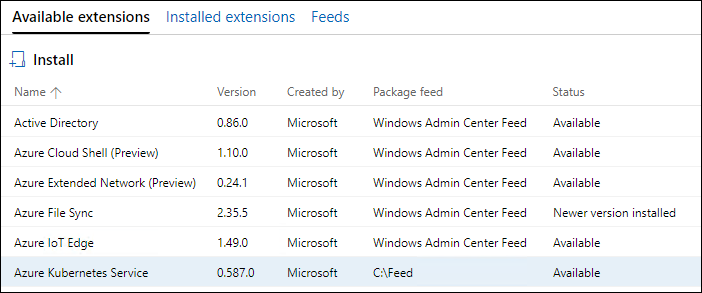 Available extensions Installed extensions Feeds
Install
Name ↑ Version Created by Package feed Status
Active Directory 0.86.0 Microsoft Windows Admin Center Feed Available
Azure Cloud Shell (Preview) 1.10.0 Microsoft Windows Admin Center Feed Available
Azure Extended Network (Preview) 0.24.1 Microsoft Windows Admin Center Feed Available
Azure File Sync 2.35.5 Microsoft Windows Admin Center Feed Newer version installed
Azure IoT Edge 1.49.0 Microsoft Windows Admin Center Feed Available
Azure Kubernetes Service 0.587.0 Microsoft C:\Feed Available